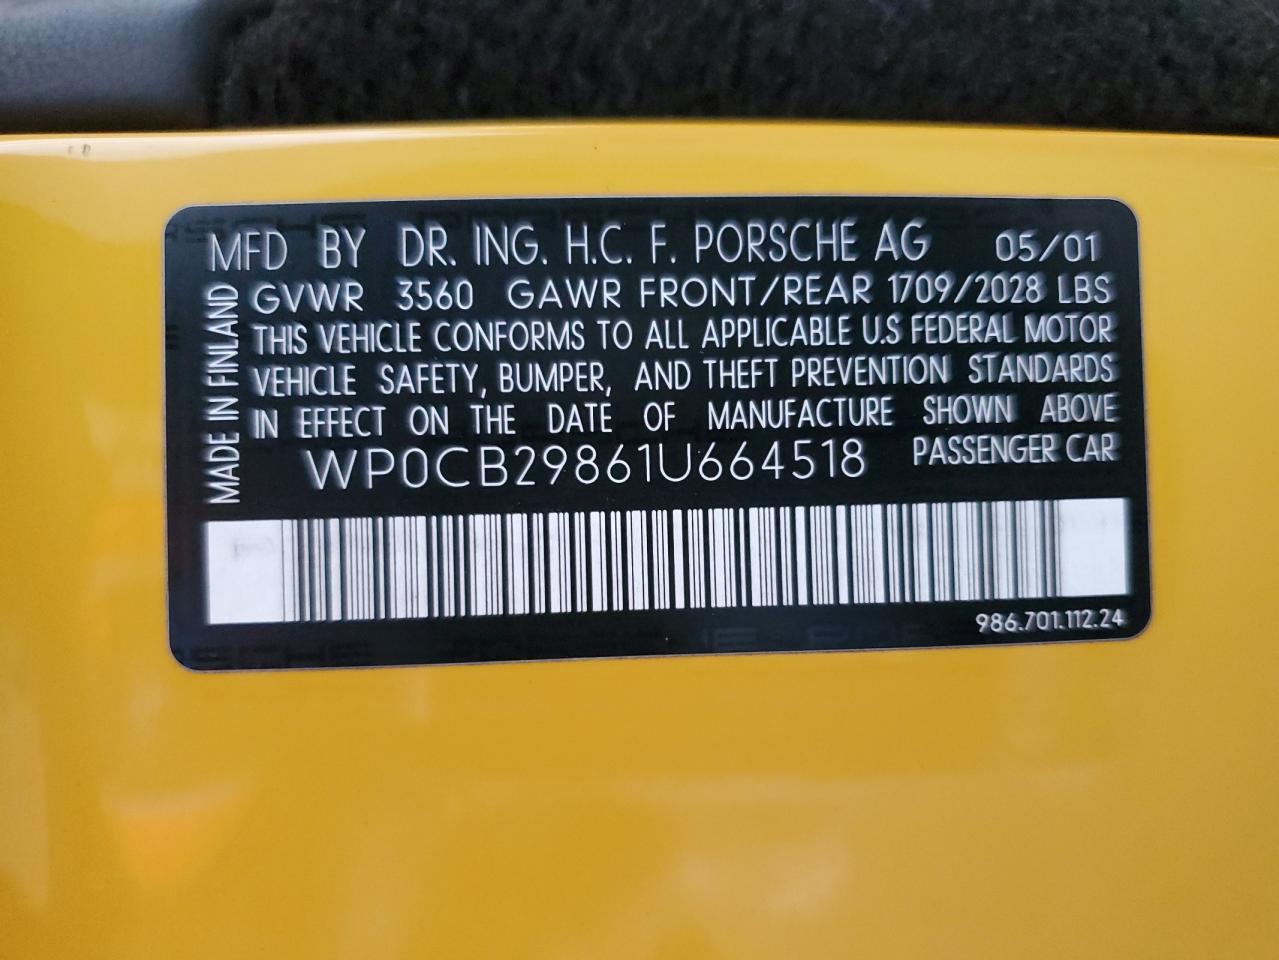 MFD BY DR. ING. H.C. F. PORSCHE AG 05/01
GVWR 3560 GAWR FRONT/REAR 1709/2028 LBS
THIS VEHICLE CONFORMS TO ALL APPLICABLE U.S FEDERAL MOTOR
VEHICLE SAFETY, BUMPER, AND THEFT PREVENTION STANDARDS
IN EFFECT ON THE DATE OF MANUFACTURE SHOWN ABOVE
WP0CB29861U664518 PASSENGER CAR
MADE IN FINLAND
986.701.112.24